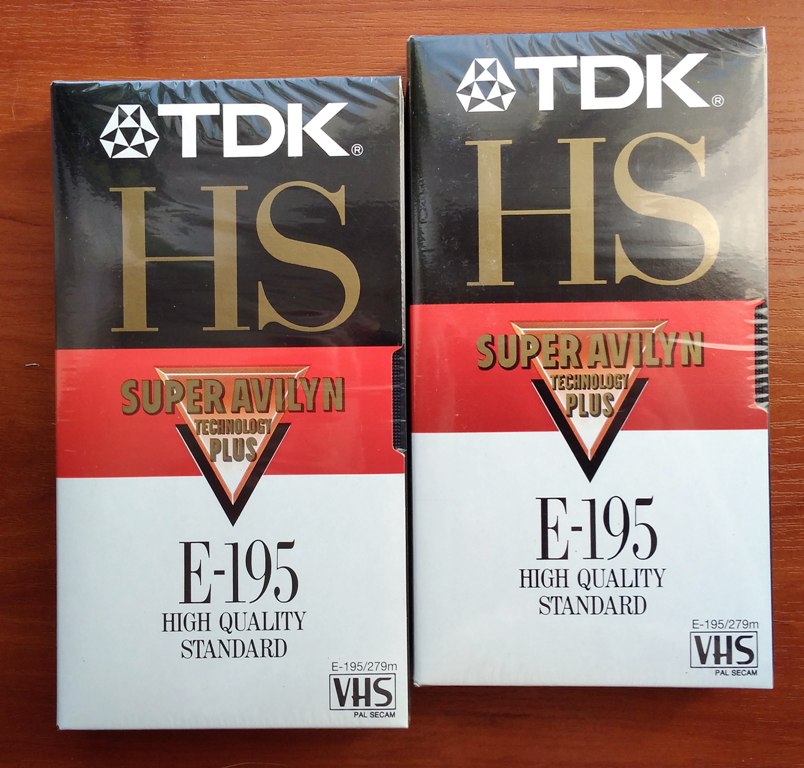 TDK®
HS
SUPER AVILYN
TECHNOLOGY
PLUS
E-195
HIGH QUALITY
STANDARD
E-195/279m
VHS
PAL SECAM
TDK®
HS
SUPER AVILYN
TECHNOLOGY
PLUS
E-195
HIGH QUALITY
STANDARD
E-195/279m
VHS
PAL SECAM